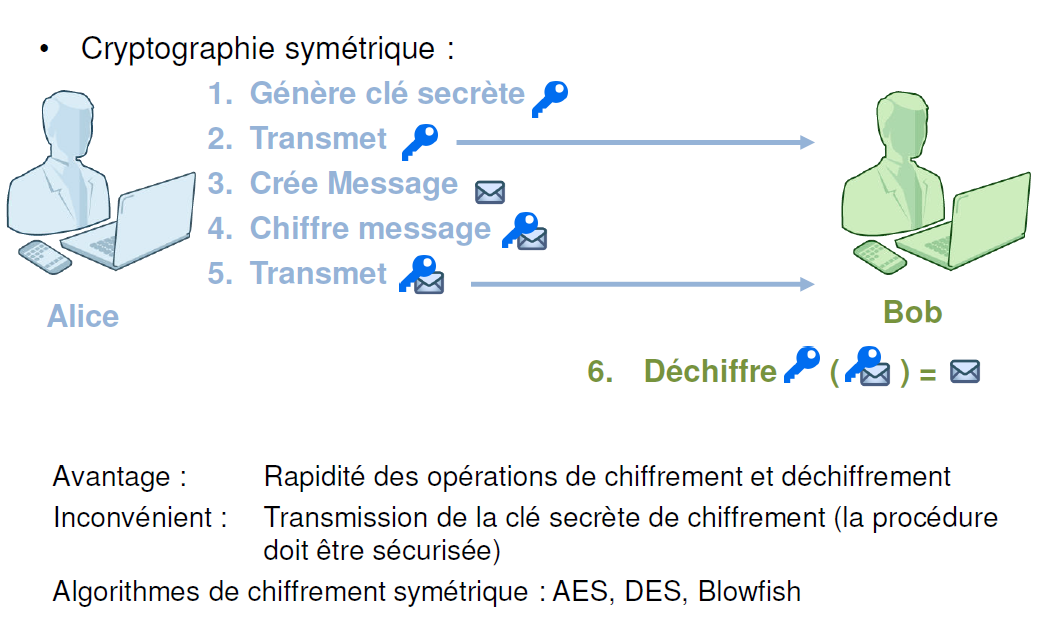 • Cryptographie symétrique :
1. Génère clé secrète
2. Transmet
3. Crée Message
4. Chiffre message
5. Transmet
Alice
Bob
6. Déchiffre ( ) =
Avantage : Rapidité des opérations de chiffrement et déchiffrement
Inconvénient : Transmission de la clé secrète de chiffrement (la procédure
doit être sécurisée)
Algorithmes de chiffrement symétrique : AES, DES, Blowfish